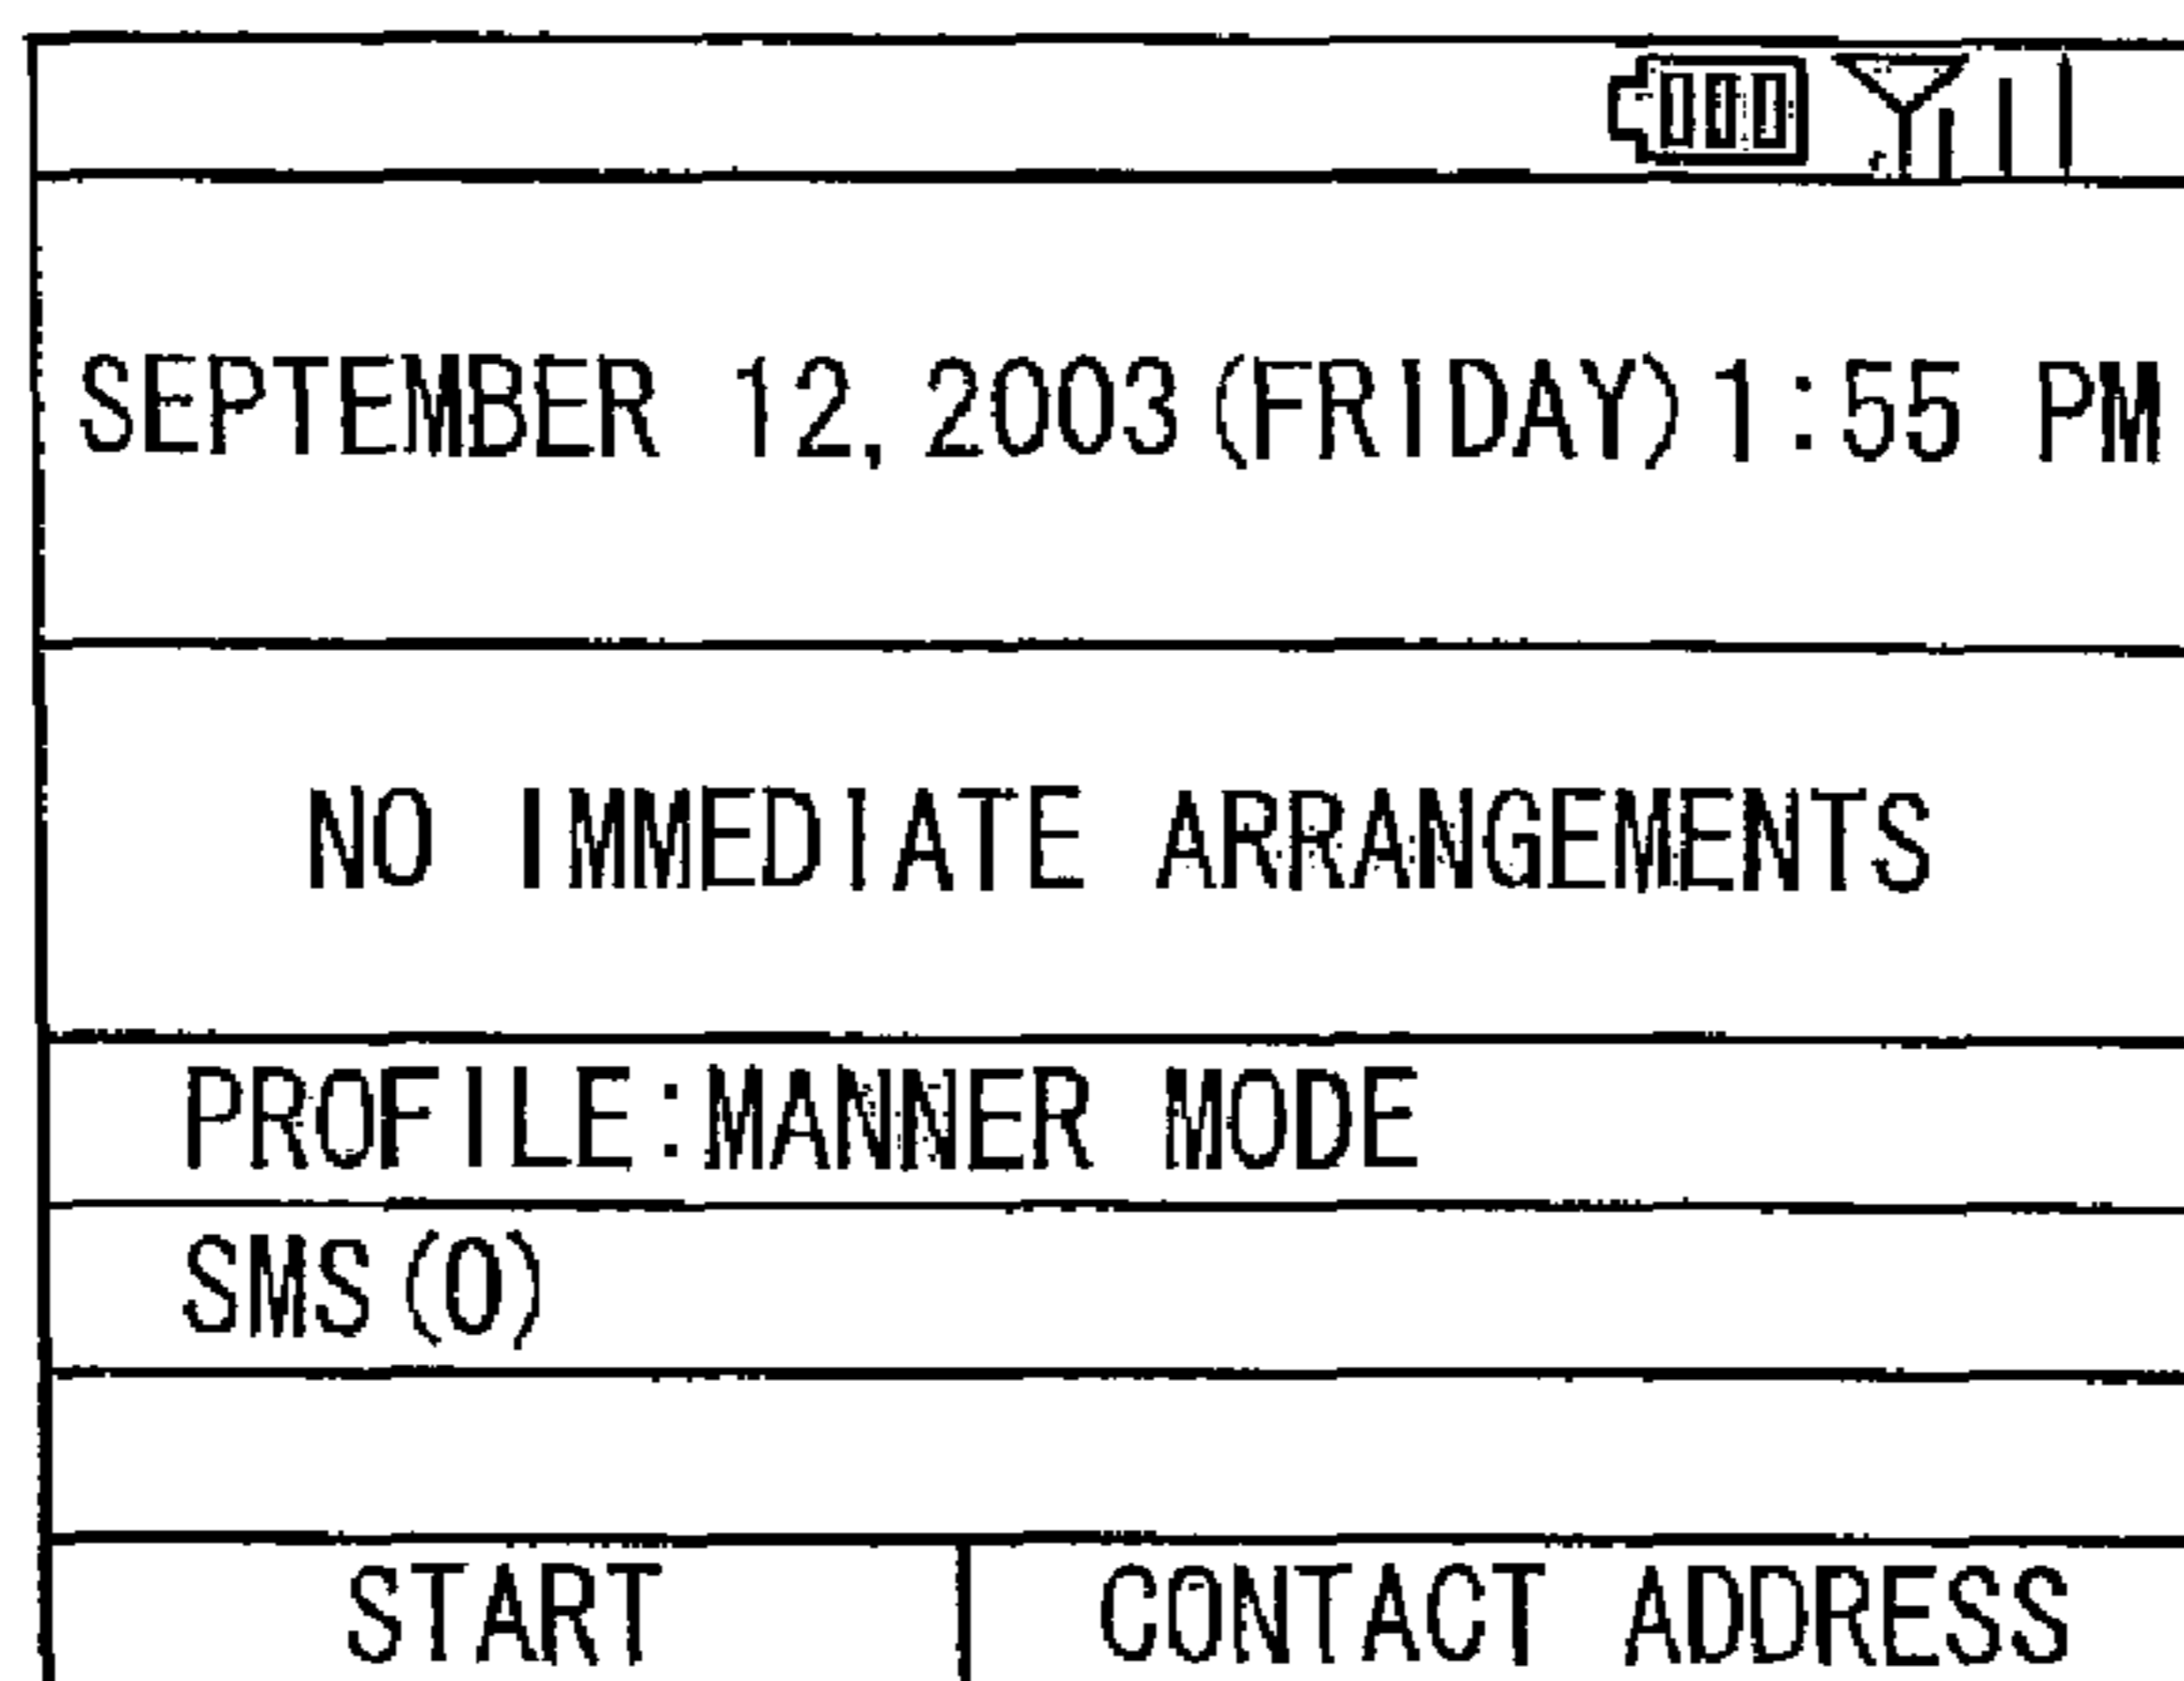 SEPTEMBER 12,2003(FRIDAY)1:55 PM
NO IMMEDIATE ARRANGEMENTS
PROFILE:MANNER MODE
SMS(0)
START
CONTACT ADDRESS